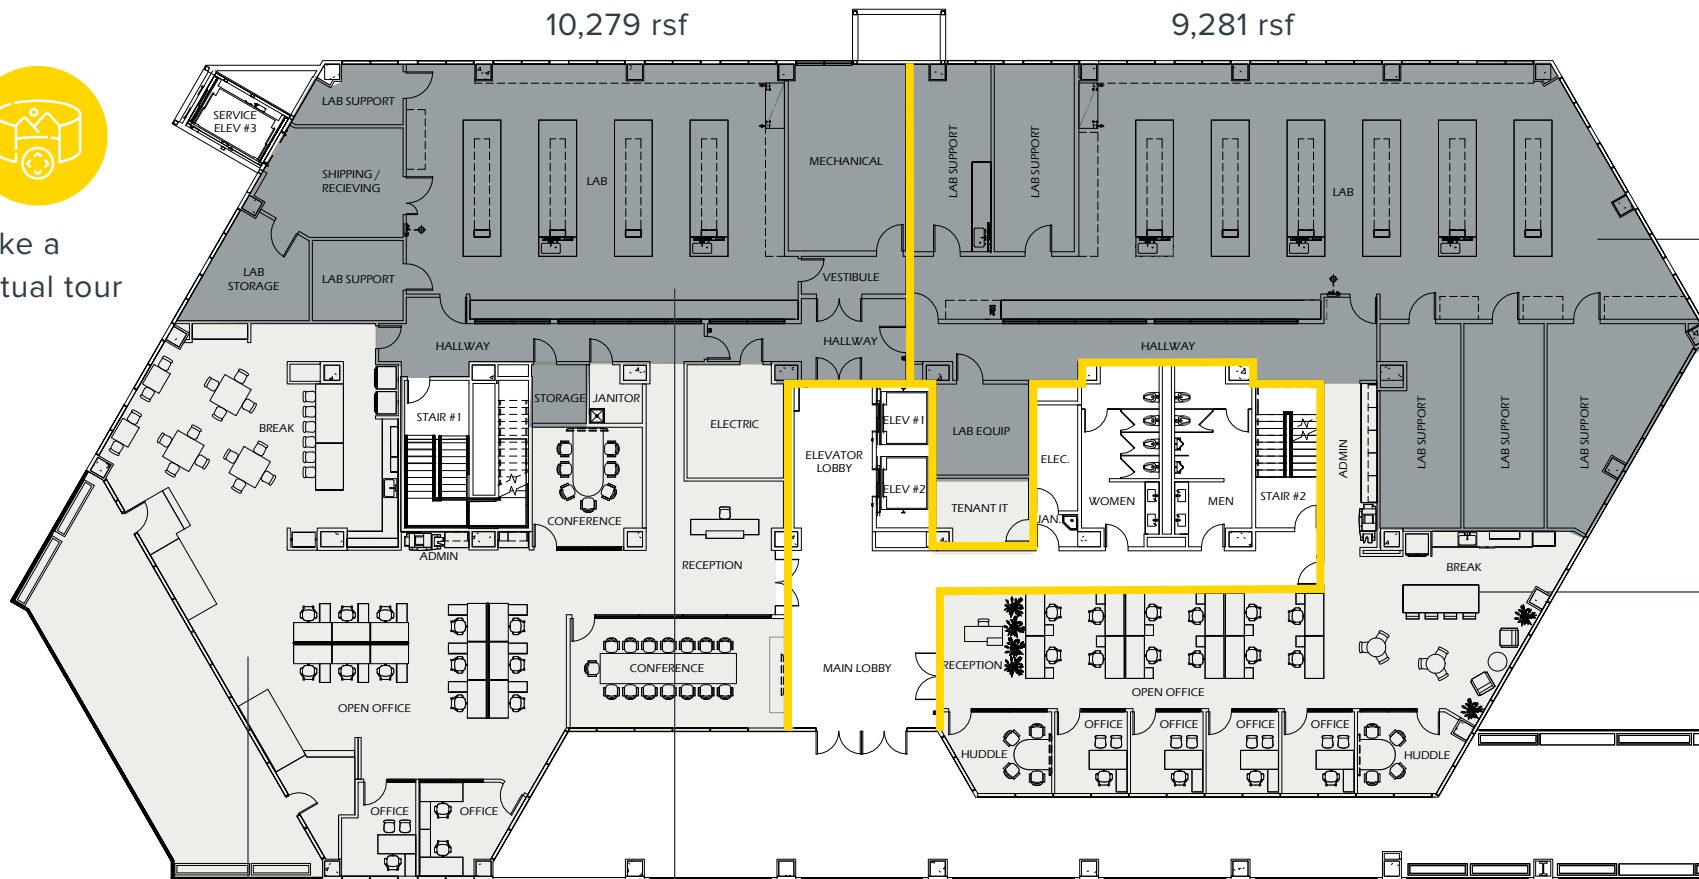 10,279 rsf
9,281 rsf
ke a
tual tour
SERVICE
ELEV #3
LAB SUPPORT
SHIPPING /
RECIEVING
LAB
STORAGE
LAB SUPPORT
LAB
MECHANICAL
VESTIBULE
HALLWAY
HALLWAY
LAB SUPPORT
LAB SUPPORT
LAB
HALLWAY
BREAK
STAIR #1
STORAGE
JANITOR
ELECTRIC
CONFERENCE
ADMIN
RECEPTION
ELEVATOR
LOBBY
ELEV #1
ELEV #2
LAB EQUIP
TENANT IT
ELEC.
JAN.
WOMEN
MEN
STAIR #2
ADMIN
LAB SUPPORT
LAB SUPPORT
LAB SUPPORT
BREAK
OPEN OFFICE
CONFERENCE
MAIN LOBBY
RECEPTION
OPEN OFFICE
HUDDLE
OFFICE
OFFICE
OFFICE
OFFICE
HUDDLE
OFFICE
OFFICE